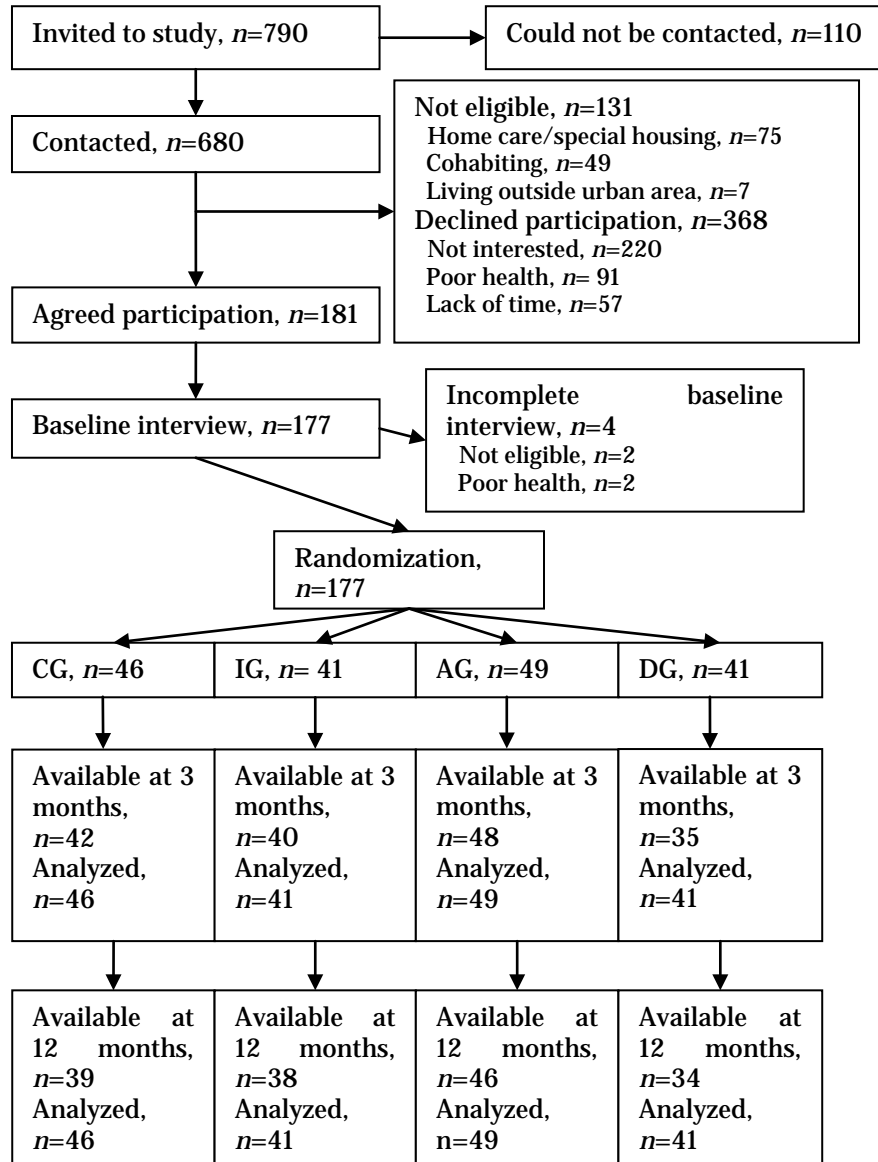 Invited to study, n=790
Could not be contacted, n=110
Contacted, n=680
Not eligible, n=131
Home care/special housing, n=75
Cohabiting, n=49
Living outside urban area, n=7
Declined participation, n=368
Not interested, n=220
Poor health, n= 91
Lack of time, n=57
Agreed participation, n=181
Baseline interview, n=177
Incomplete baseline
interview, n=4
Not eligible, n=2
Poor health, n=2
Randomization,
n=177
CG, n=46
IG, n= 41
AG, n=49
DG, n=41
Available at 3
months,
n=42
Analyzed,
n=46
Available at 3
months,
n=40
Analyzed,
n=41
Available at 3
months,
n=48
Analyzed,
n=49
Available at 3
months,
n=35
Analyzed,
n=41
Available at
12 months,
n=39
Analyzed,
n=46
Available at
12 months,
n=38
Analyzed,
n=41
Available at
12 months,
n=46
Analyzed,
n=49
Available at
12 months,
n=34
Analyzed,
n=41